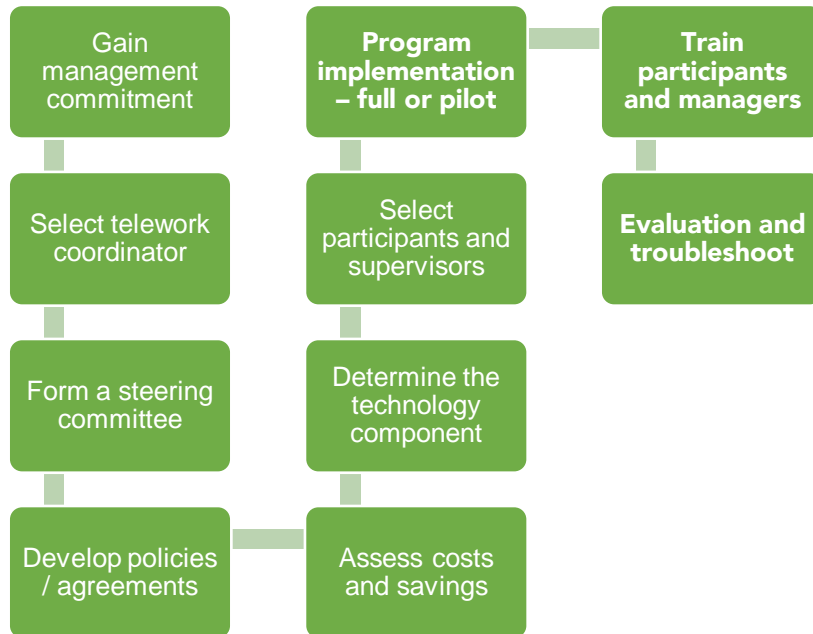 Gain
management
commitment
Select telework
coordinator
Form a steering
committee
Develop policies
/ agreements
Assess costs
and savings
Determine the
technology
component
Select
participants and
supervisors
Program
implementation
– full or pilot
Train
participants
and managers
Evaluation and
troubleshoot